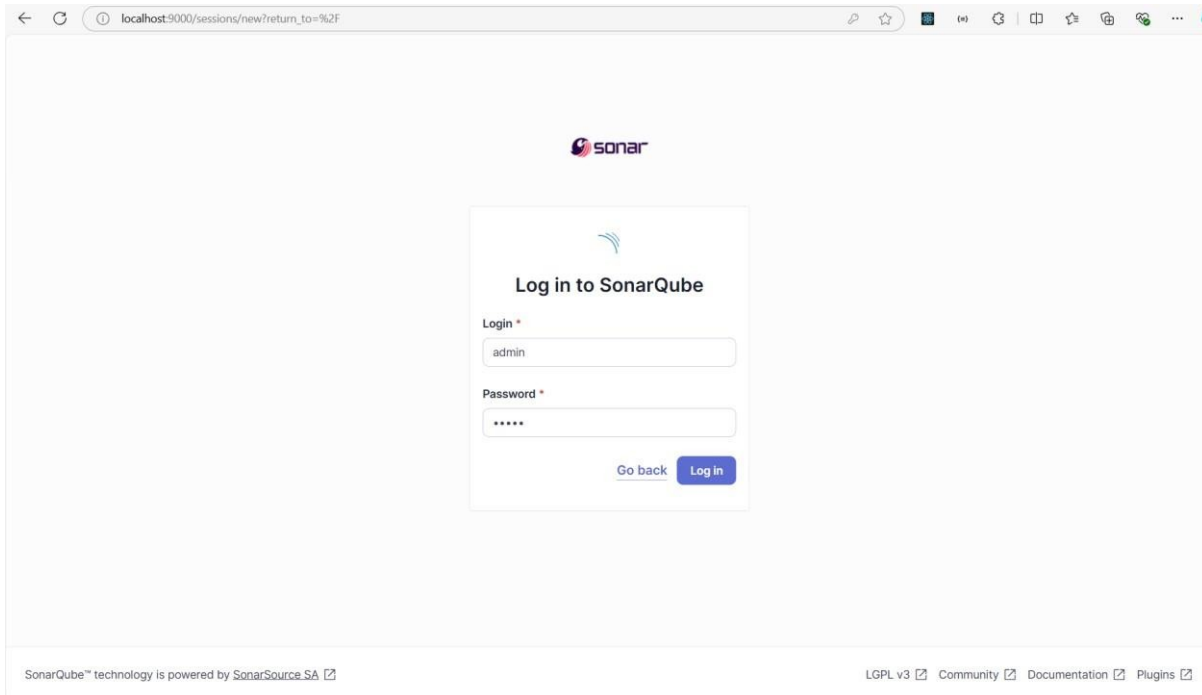 localhost:9000/sessions/new?return_to=%2F
sonar
Log in to SonarQube
Login *
admin
Password *
•••••
Go back Log in
SonarQube™ technology is powered by SonarSource SA LGPL v3 Community Documentation Plugins